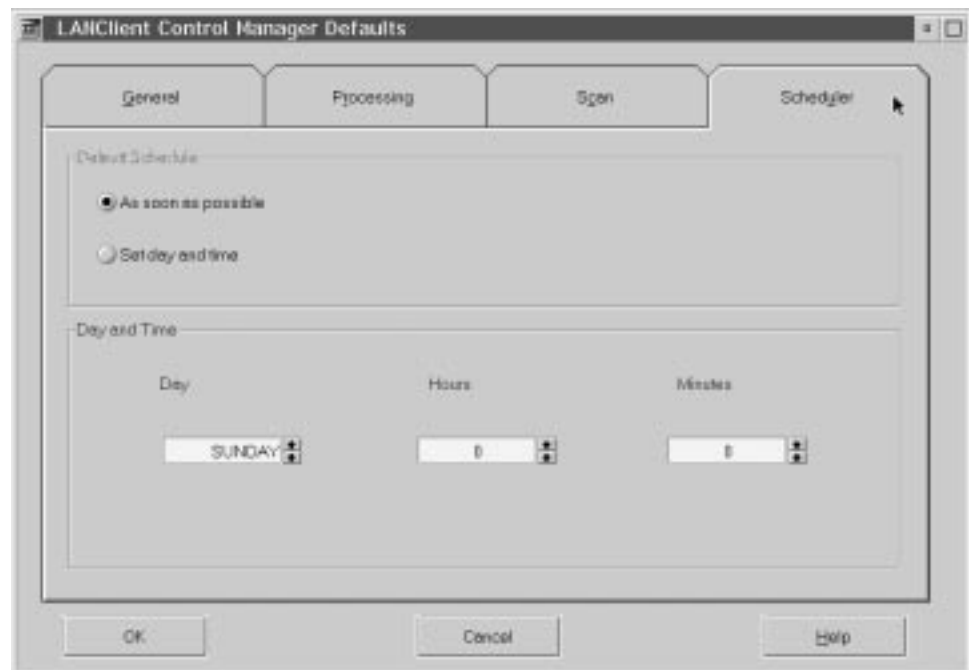 LANClient Control Manager Defaults
General Processing Scan Scheduler
Default Schedule
As soon as possible
Set day and time
Day and Time
Day Hours Minutes
SUNDAY 0 0
OK Cancel Help